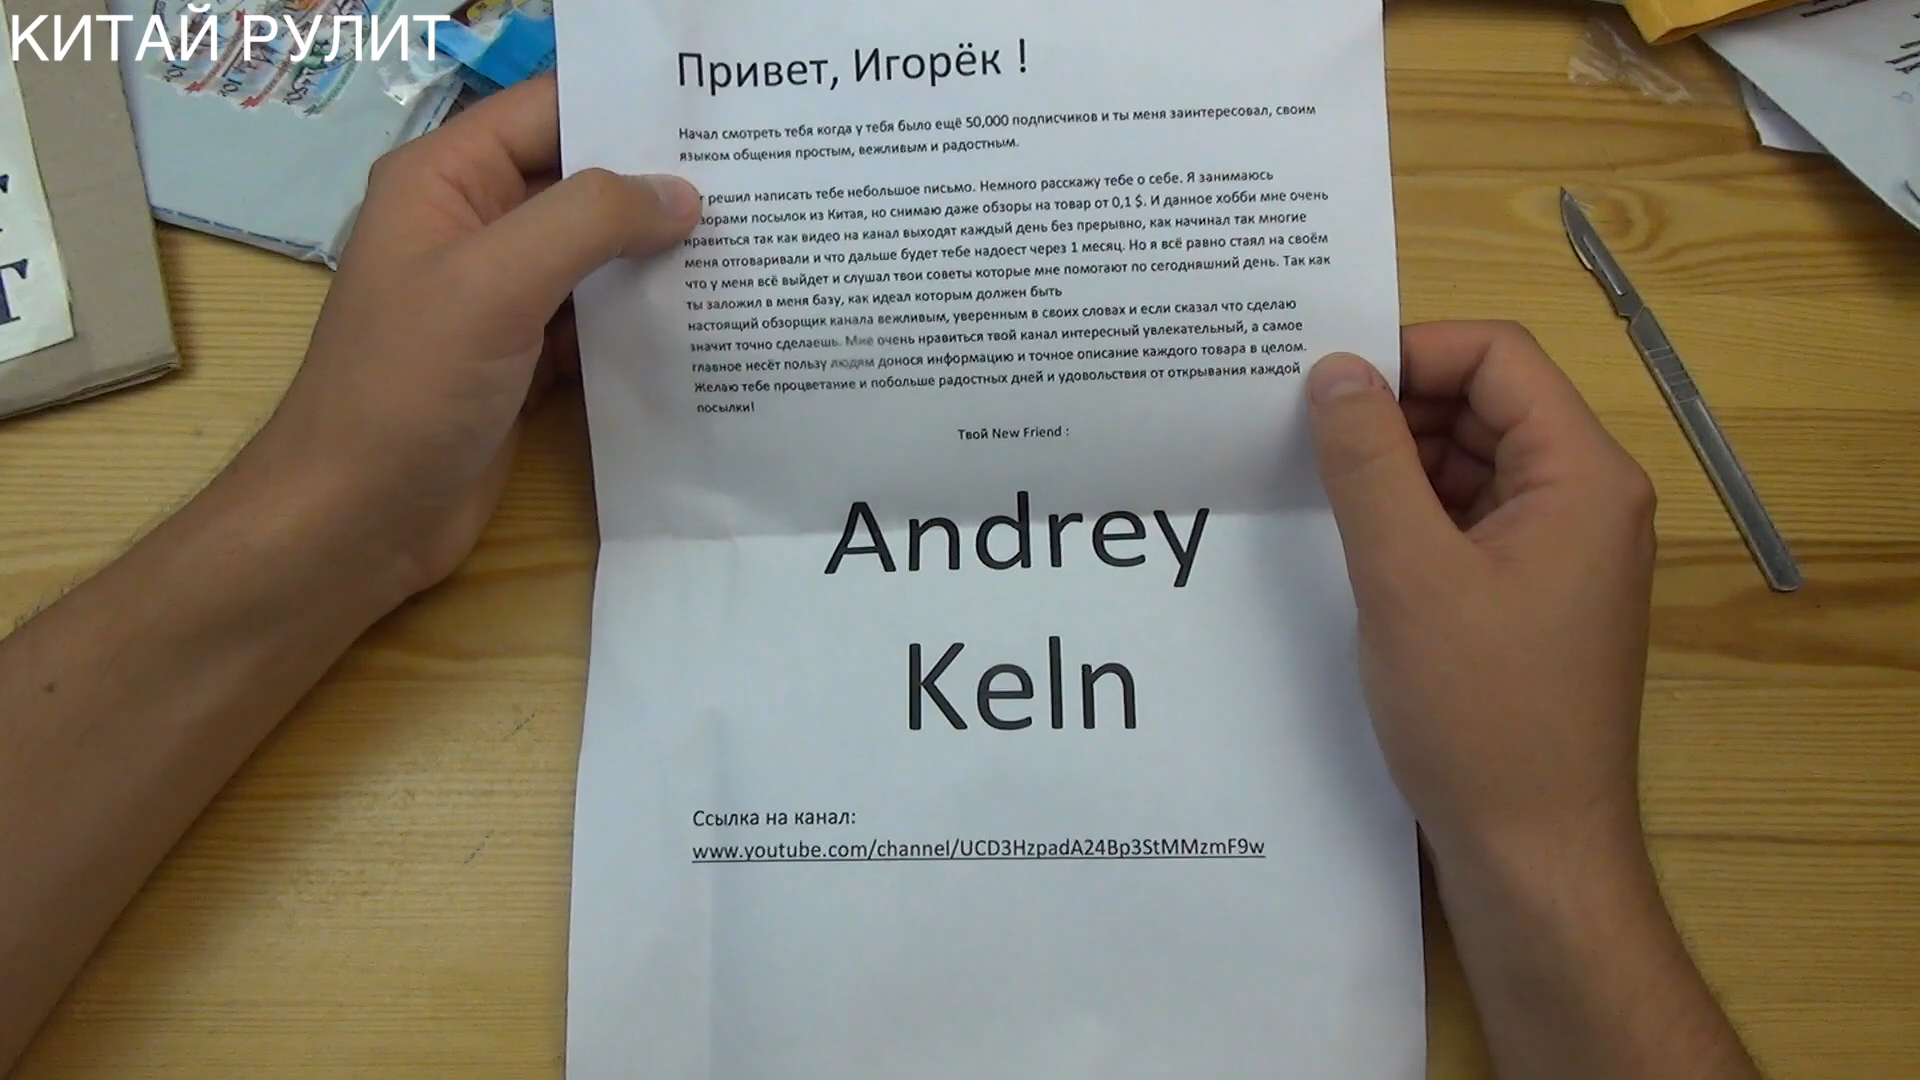 КИТАЙ РУЛИТ
Привет, Игорёк !
Начал смотреть тебя когда у тебя было ещё 50,000 подписчиков и ты меня заинтересовал, своим
языком общения простым, вежливым и радостным.
решил написать тебе небольшое письмо. Немного расскажу тебе о себе. Я занимаюсь
зорами посылок из Китая, но снимаю даже обзоры на товар от 0,1 $. И данное хобби мне очень
нравиться так как видео на канал выходят каждый день без прерывно, как начинал так многие
меня отговаривали и что дальше будет тебе надоест через 1 месяц. Но я всё равно стаял на своём
что у меня всё выйдет и слушал твои советы которые мне помогают по сегодняшний день. Так как
ты заложил в меня базу, как идеал которым должен быть
настоящий обзорщик канала вежливым, уверенным в своих словах и если сказал что сделаю
значит точно сделаешь. Мне очень нравиться твой канал интересный увлекательный, а самое
главное несёт пользу людям донося информацию и точное описание каждого товара в целом.
Желаю тебе процветание и побольше радостных дней и удовольствия от открывания каждой
посылки!
Твой New Friend :
Andrey
Keln
Ссылка на канал:
www.youtube.com/channel/UCD3HzpadA24Bp3StMMzmF9w